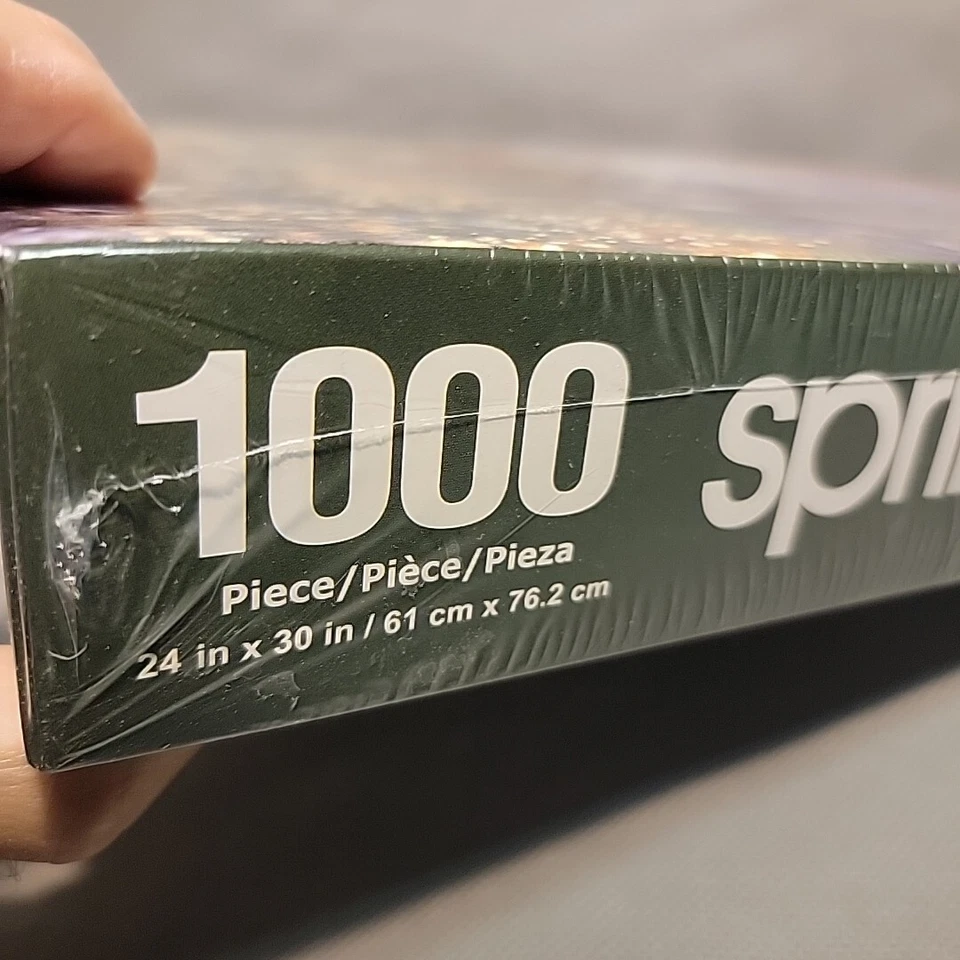 1000
Piece/Pièce/Pieza
24 in x 30 in / 61 cm x 76.2 cm